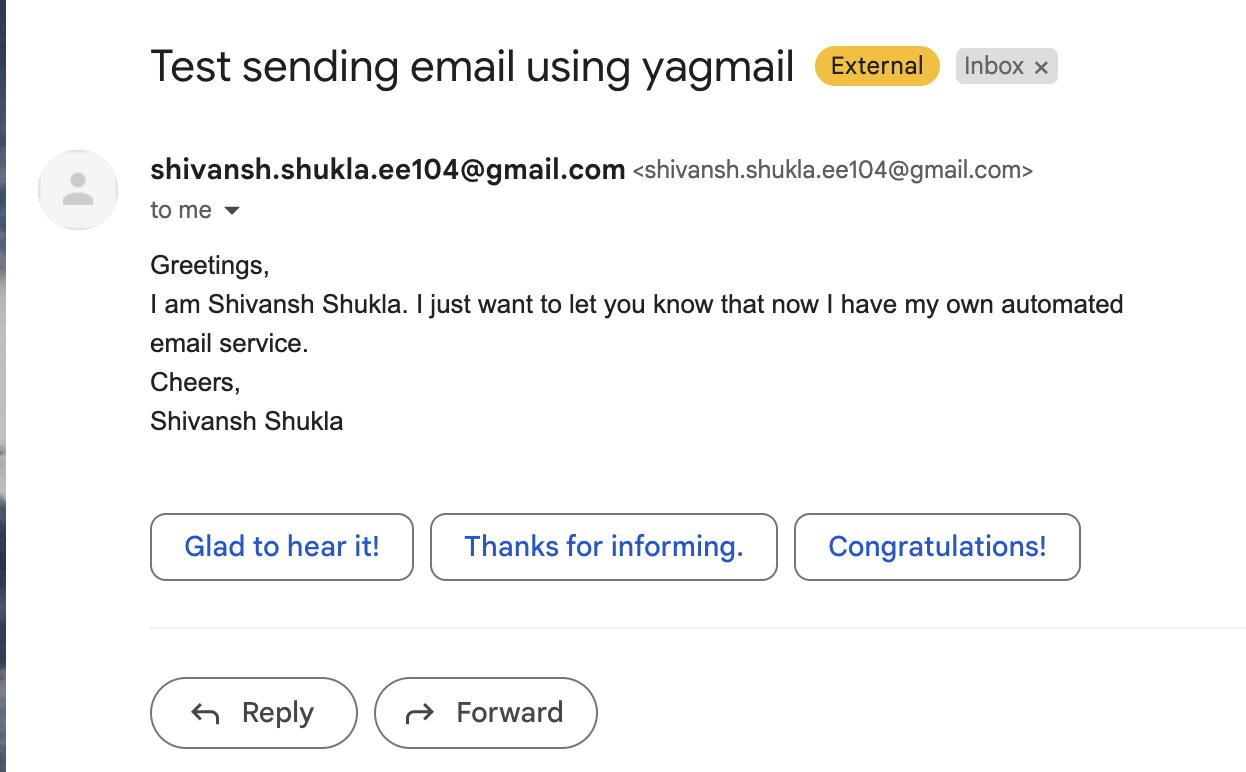 Test sending email using yagmail External Inbox ×
shivansh.shukla.ee104@gmail.com <shivansh.shukla.ee104@gmail.com>
to me
Greetings,
I am Shivansh Shukla. I just want to let you know that now I have my own automated
email service.
Cheers,
Shivansh Shukla
Glad to hear it! Thanks for informing. Congratulations!
Reply Forward